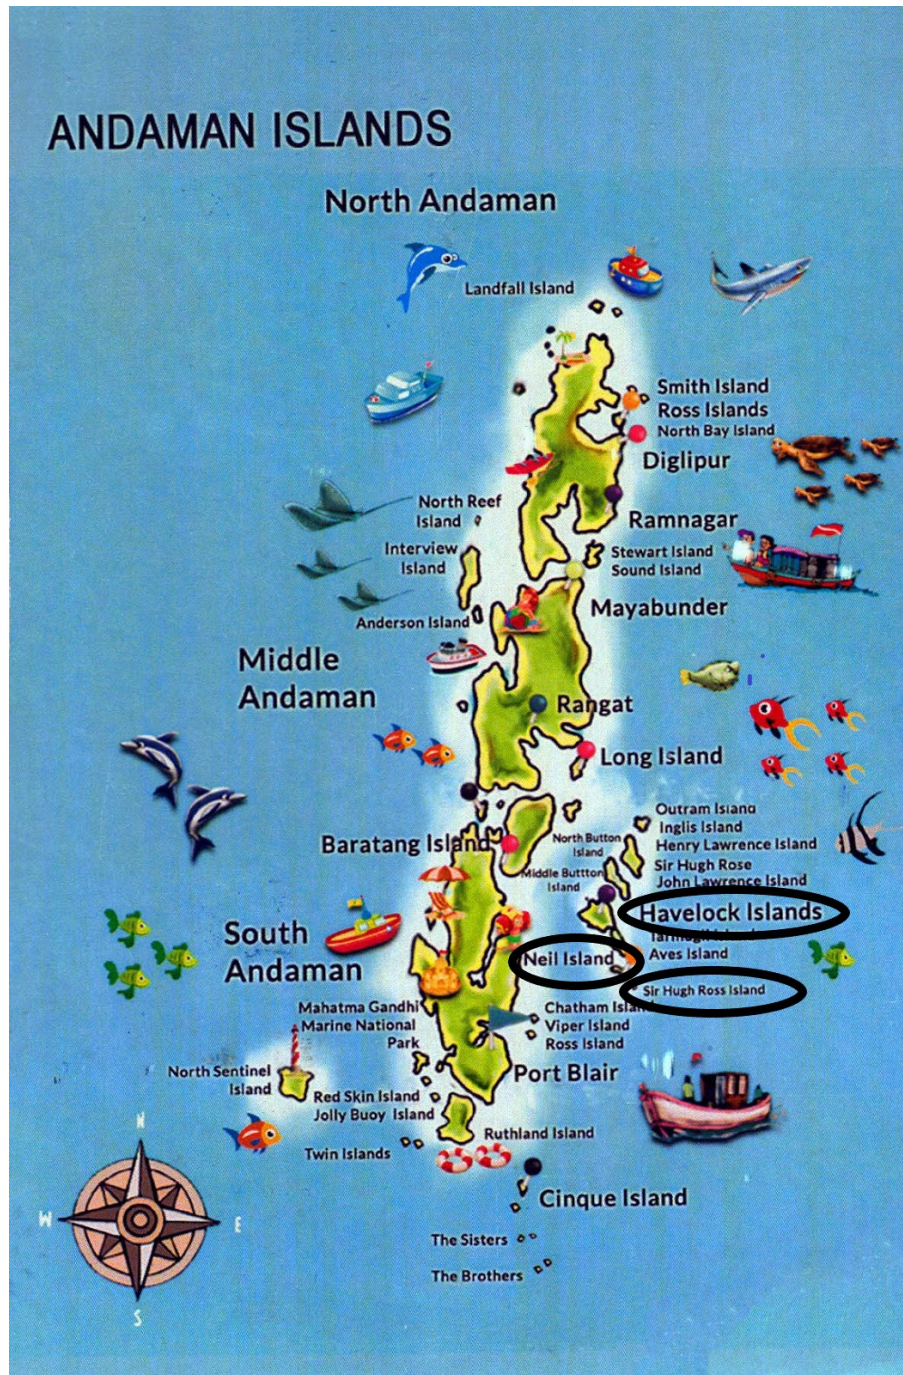 ANDAMAN ISLANDS
North Andaman
Landfall Island
Smith Island
Ross Islands
North Bay Island
Diglipur
North Reef
Island
Ramnagar
Interview
Island
Stewart Island
Sound Island
Anderson Island
Mayabunder
Middle
Andaman
Rangat
Long Island
Outram Island
Inglis Island
North Button
Island
Henry Lawrence Island
Baratang Island
Sir Hugh Rose
Middle Buttton
Island
John Lawrence Island
Havelock Islands
South
Andaman
Aves Island
Neil Island
Sir Hugh Ross Island
Mahatma Gandhi
Marine National
Park
Chatham Island
Viper Island
Ross Island
North Sentinel
Island
Port Blair
Red Skin Island
Jolly Buoy Island
Ruthland Island
Twin Islands
Cinque Island
The Sisters
The Brothers
N
W
E
S